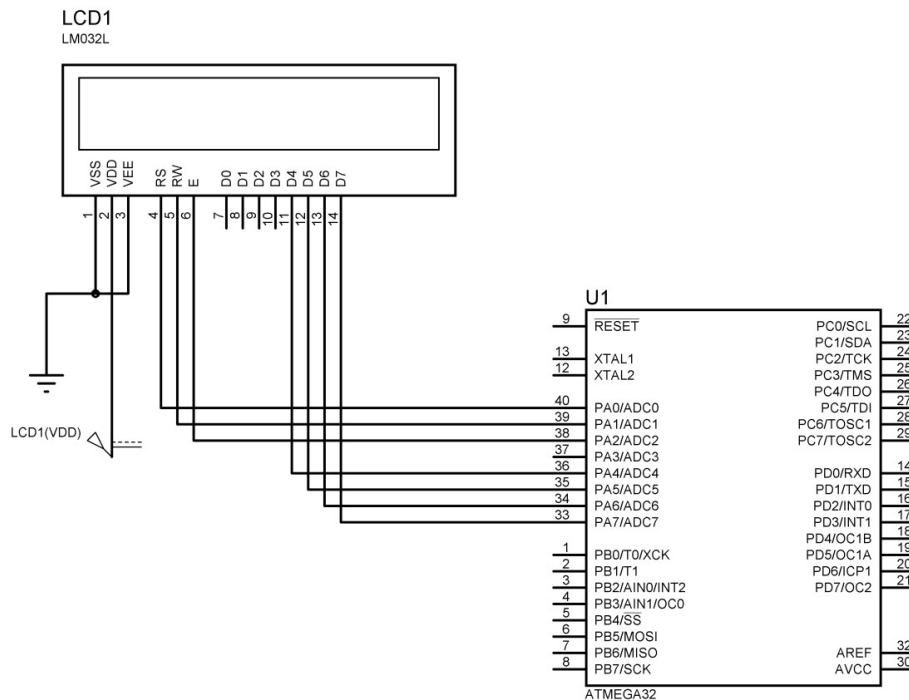 LCD1
LM032L
VSS
VDD
VEE
RS
RW
E
D0
D1
D2
D3
D4
D5
D6
D7
1
2
3
4
5
6
7
8
9
10
11
12
13
14
LCD1(VDD)
U1
9 RESET PC0/SCL 22
PC1/SDA 23
13 XTAL1 PC2/TCK 24
12 XTAL2 PC3/TMS 25
PC4/TDO 26
40 PA0/ADC0 PC5/TDI 27
39 PA1/ADC1 PC6/TOSC1 28
38 PA2/ADC2 PC7/TOSC2 29
37 PA3/ADC3
36 PA4/ADC4 PD0/RXD 14
35 PA5/ADC5 PD1/TXD 15
34 PA6/ADC6 PD2/INT0 16
33 PA7/ADC7 PD3/INT1 17
PD4/OC1B 18
1 PB0/T0/XCK PD5/OC1A 19
2 PB1/T1 PD6/ICP1 20
3 PB2/AIN0/INT2 PD7/OC2 21
4 PB3/AIN1/OC0
5 PB4/SS
6 PB5/MOSI
7 PB6/MISO AREF 32
8 PB7/SCK AVCC 30
ATMEGA32